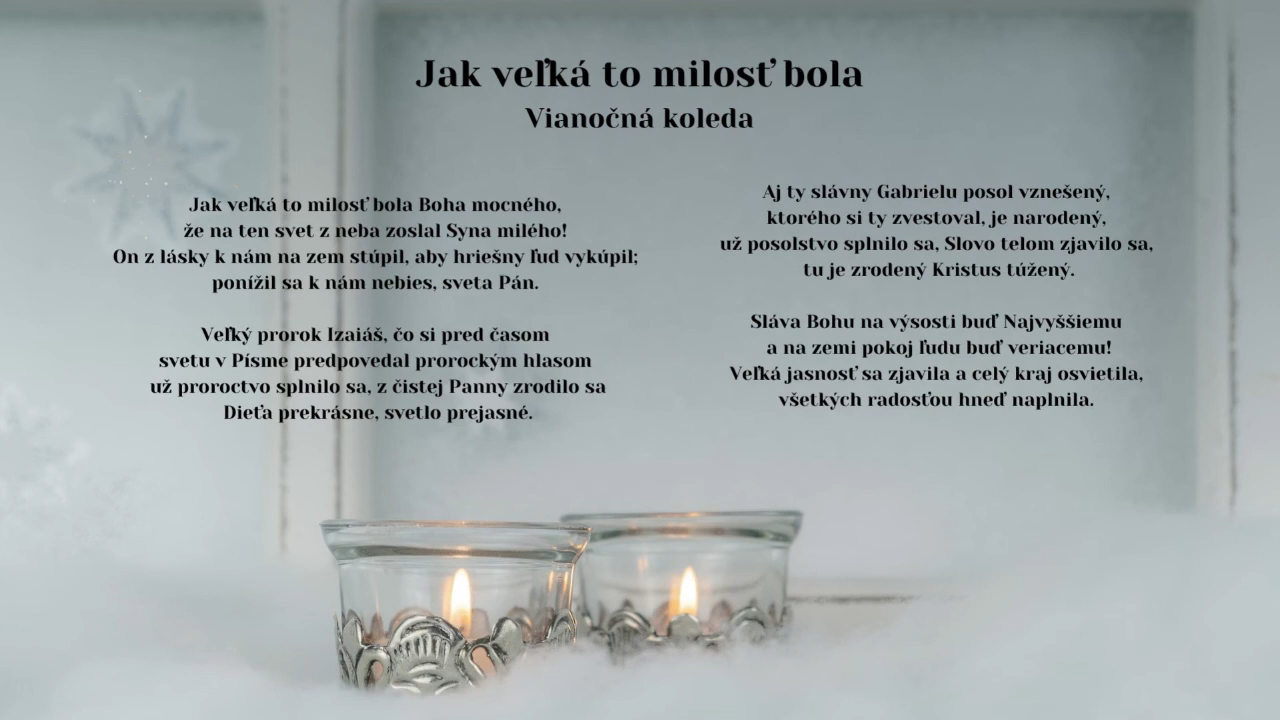 Jak veľká to milosť bola
Vianočná koleda
Jak veľká to milosť bola Boha mocného,
že na ten svet z neba zoslal Syna milého!
On z lásky k nám na zem stúpil, aby hriešny ľud vykúpil;
ponížil sa k nám nebies, sveta Pán.
Veľký prorok Izaiáš, čo si pred časom
svetu v Písme predpovedal prorockým hlasom
už proroctvo splnilo sa, z čistej Panny zrodilo sa
Dieťa prekrásne, svetlo prejasné.
Aj ty slávny Gabrielu posol vznešený,
ktorého si ty zvestoval, je narodený,
už posolstvo splnilo sa, Slovo telom zjavilo sa,
tu je zrodený Kristus túžený.
Sláva Bohu na výsosti buď Najvyššiemu
a na zemi pokoj ľudu buď veriacemu!
Veľká jasnosť sa zjavila a celý kraj osvietila,
všetkých radosťou hneď naplnila.